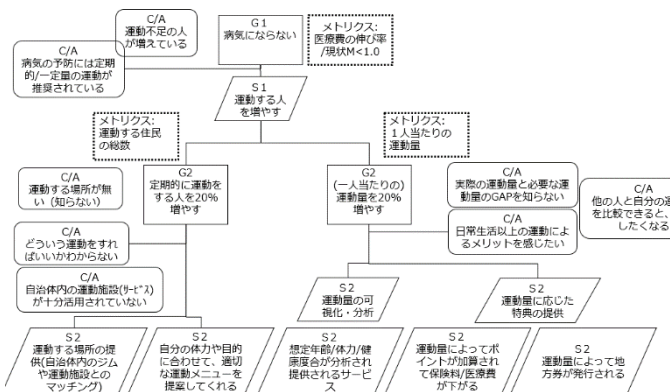 C/A
運動不足の人
が増えている
G1
病気にならない
メトリクス:
医療費の伸び率
/現状M<1.0
C/A
病気の予防には定期
的/一定量の運動が
推奨されている
S1
運動する人
を増やす
メトリクス:
運動する住民
の総数
メトリクス:
1人当たりの
運動量
C/A
運動する場所が無
い（知らない）
G2
定期的に運動を
する人を20%
増やす
G2
(一人当たりの)
運動量を20%
増やす
C/A
実際の運動量と必要な運
動量のGAPを知らない
C/A
他の人と自分の運
を比較できると、
したくなる
C/A
どういう運動をすれ
ばいいかわからない
C/A
日常生活以上の運動によ
るメリットを感じたい
C/A
自治体内の運動施設(ｻｰﾋﾞｽ)
が十分活用されていない
S2
運動量の可
視化・分析
S2
運動量に応じた
特典の提供
S2
運動する場所の提
供(自治体内のジム
や運動施設との
マッチング)
S2
自分の体力や目的
に合わせて、適切
な運動メニューを
提案してくれる
S2
想定年齢/体力/健
康度合が分析され
提供されるサービ
ス
S2
運動量によってポ
イントが加算され
て保険料/医療費
が下がる
S2
運動量によって地
方券が発行される